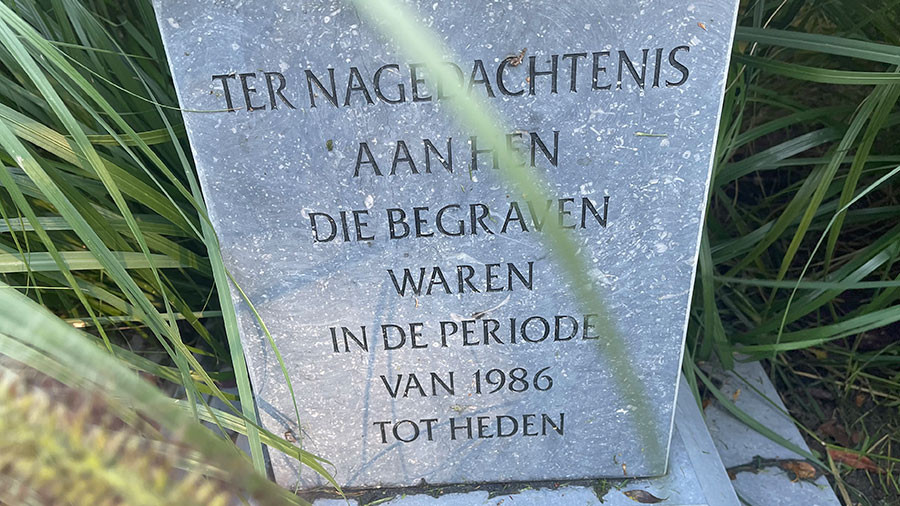 TER NAGEDACHTENIS
AAN HEN
DIE BEGRAVEN
WAREN
IN DE PERIODE
VAN 1986
TOT HEDEN